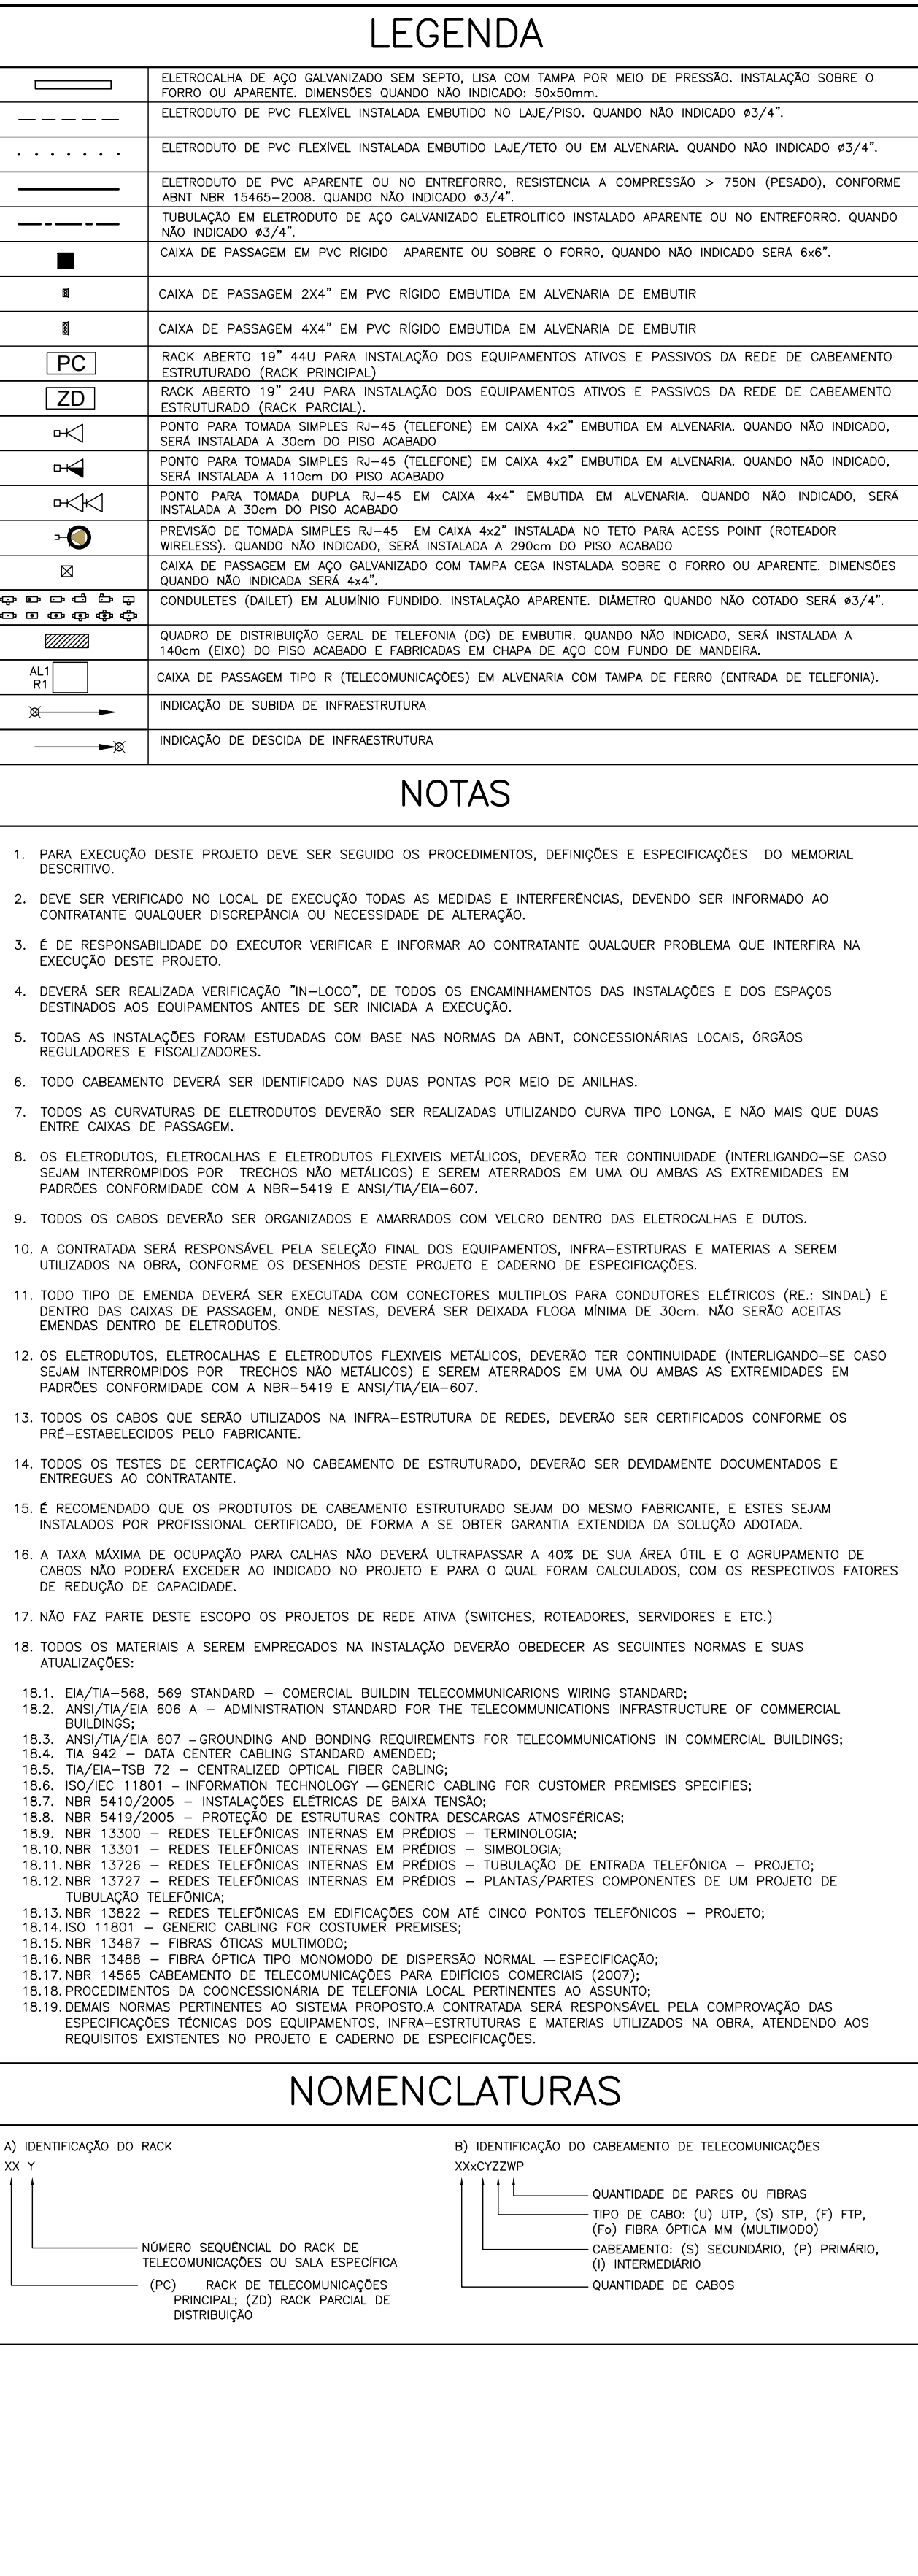 LEGENDA
ELETROCALHA DE AÇO GALVANIZADO SEM SEPTO, LISA COM TAMPA POR MEIO DE PRESSÃO. INSTALAÇÃO SOBRE O
FORRO OU APARENTE. DIMENSÕES QUANDO NÃO INDICADO: 50x50mm.
ELETRODUTO DE PVC FLEXÍVEL INSTALADA EMBUTIDO NO LAJE/PISO. QUANDO NÃO INDICADO ø3/4".
ELETRODUTO DE PVC FLEXÍVEL INSTALADA EMBUTIDO LAJE/TETO OU EM ALVENARIA. QUANDO NÃO INDICADO ø3/4".
ELETRODUTO DE PVC APARENTE OU NO ENTREFORRO, RESISTENCIA A COMPRESSÃO > 750N (PESADO), CONFORME
ABNT NBR 15465-2008. QUANDO NÃO INDICADO ø3/4".
TUBULAÇÃO EM ELETRODUTO DE AÇO GALVANIZADO ELETROLITICO INSTALADO APARENTE OU NO ENTREFORRO. QUANDO
NÃO INDICADO ø3/4".
CAIXA DE PASSAGEM EM PVC RÍGIDO APARENTE OU SOBRE O FORRO, QUANDO NÃO INDICADO SERÁ 6x6".
CAIXA DE PASSAGEM 2X4" EM PVC RÍGIDO EMBUTIDA EM ALVENARIA DE EMBUTIR
CAIXA DE PASSAGEM 4X4" EM PVC RÍGIDO EMBUTIDA EM ALVENARIA DE EMBUTIR
PC
RACK ABERTO 19" 44U PARA INSTALAÇÃO DOS EQUIPAMENTOS ATIVOS E PASSIVOS DA REDE DE CABEAMENTO
ESTRUTURADO (RACK PRINCIPAL)
ZD
RACK ABERTO 19" 24U PARA INSTALAÇÃO DOS EQUIPAMENTOS ATIVOS E PASSIVOS DA REDE DE CABEAMENTO
ESTRUTURADO (RACK PARCIAL).
PONTO PARA TOMADA SIMPLES RJ-45 (TELEFONE) EM CAIXA 4x2" EMBUTIDA EM ALVENARIA. QUANDO NÃO INDICADO,
SERÁ INSTALADA A 30cm DO PISO ACABADO
PONTO PARA TOMADA SIMPLES RJ-45 (TELEFONE) EM CAIXA 4x2" EMBUTIDA EM ALVENARIA. QUANDO NÃO INDICADO,
SERÁ INSTALADA A 110cm DO PISO ACABADO
PONTO PARA TOMADA DUPLA RJ-45 EM CAIXA 4x4" EMBUTIDA EM ALVENARIA. QUANDO NÃO INDICADO, SERÁ
INSTALADA A 30cm DO PISO ACABADO
PREVISÃO DE TOMADA SIMPLES RJ-45 EM CAIXA 4x2" INSTALADA NO TETO PARA ACESS POINT (ROTEADOR
WIRELESS). QUANDO NÃO INDICADO, SERÁ INSTALADA A 290cm DO PISO ACABADO
CAIXA DE PASSAGEM EM AÇO GALVANIZADO COM TAMPA CEGA INSTALADA SOBRE O FORRO OU APARENTE. DIMENSÕES
QUANDO NÃO INDICADA SERÁ 4x4".
CONDULETES (DAILET) EM ALUMÍNIO FUNDIDO. INSTALAÇÃO APARENTE. DIÂMETRO QUANDO NÃO COTADO SERÁ ø3/4".
QUADRO DE DISTRIBUIÇÃO GERAL DE TELEFONIA (DG) DE EMBUTIR. QUANDO NÃO INDICADO, SERÁ INSTALADA A
140cm (EIXO) DO PISO ACABADO E FABRICADAS EM CHAPA DE AÇO COM FUNDO DE MANDEIRA.
AL1
R1
CAIXA DE PASSAGEM TIPO R (TELECOMUNICAÇÕES) EM ALVENARIA COM TAMPA DE FERRO (ENTRADA DE TELEFONIA).
INDICAÇÃO DE SUBIDA DE INFRAESTRUTURA
INDICAÇÃO DE DESCIDA DE INFRAESTRUTURA
NOTAS
1. PARA EXECUÇÃO DESTE PROJETO DEVE SER SEGUIDO OS PROCEDIMENTOS, DEFINIÇÕES E ESPECIFICAÇÕES DO MEMORIAL
DESCRITIVO.
2. DEVE SER VERIFICADO NO LOCAL DE EXECUÇÃO TODAS AS MEDIDAS E INTERFERÊNCIAS, DEVENDO SER INFORMADO AO
CONTRATANTE QUALQUER DISCREPÂNCIA OU NECESSIDADE DE ALTERAÇÃO.
3. É DE RESPONSABILIDADE DO EXECUTOR VERIFICAR E INFORMAR AO CONTRATANTE QUALQUER PROBLEMA QUE INTERFIRA NA
EXECUÇÃO DESTE PROJETO.
4. DEVERÁ SER REALIZADA VERIFICAÇÃO "IN-LOCO", DE TODOS OS ENCAMINHAMENTOS DAS INSTALAÇÕES E DOS ESPAÇOS
DESTINADOS AOS EQUIPAMENTOS ANTES DE SER INICIADA A EXECUÇÃO.
5. TODAS AS INSTALAÇÕES FORAM ESTUDADAS COM BASE NAS NORMAS DA ABNT, CONCESSIONÁRIAS LOCAIS, ÓRGÃOS
REGULADORES E FISCALIZADORES.
6. TODO CABEAMENTO DEVERÁ SER IDENTIFICADO NAS DUAS PONTAS POR MEIO DE ANILHAS.
7. TODOS AS CURVATURAS DE ELETRODUTOS DEVERÃO SER REALIZADAS UTILIZANDO CURVA TIPO LONGA, E NÃO MAIS QUE DUAS
ENTRE CAIXAS DE PASSAGEM.
8. OS ELETRODUTOS, ELETROCALHAS E ELETRODUTOS FLEXIVEIS METÁLICOS, DEVERÃO TER CONTINUIDADE (INTERLIGANDO-SE CASO
SEJAM INTERROMPIDOS POR TRECHOS NÃO METÁLICOS) E SEREM ATERRADOS EM UMA OU AMBAS AS EXTREMIDADES EM
PADRÕES CONFORMIDADE COM A NBR-5419 E ANSI/TIA/EIA-607.
9. TODOS OS CABOS DEVERÃO SER ORGANIZADOS E AMARRADOS COM VELCRO DENTRO DAS ELETROCALHAS E DUTOS.
10. A CONTRATADA SERÁ RESPONSÁVEL PELA SELEÇÃO FINAL DOS EQUIPAMENTOS, INFRA-ESTRTURAS E MATERIAS A SEREM
UTILIZADOS NA OBRA, CONFORME OS DESENHOS DESTE PROJETO E CADERNO DE ESPECIFICAÇÕES.
11. TODO TIPO DE EMENDA DEVERÁ SER EXECUTADA COM CONECTORES MULTIPLOS PARA CONDUTORES ELÉTRICOS (RE.: SINDAL) E
DENTRO DAS CAIXAS DE PASSAGEM, ONDE NESTAS, DEVERÁ SER DEIXADA FLOGA MÍNIMA DE 30cm. NÃO SERÃO ACEITAS
EMENDAS DENTRO DE ELETRODUTOS.
12. OS ELETRODUTOS, ELETROCALHAS E ELETRODUTOS FLEXIVEIS METÁLICOS, DEVERÃO TER CONTINUIDADE (INTERLIGANDO-SE CASO
SEJAM INTERROMPIDOS POR TRECHOS NÃO METÁLICOS) E SEREM ATERRADOS EM UMA OU AMBAS AS EXTREMIDADES EM
PADRÕES CONFORMIDADE COM A NBR-5419 E ANSI/TIA/EIA-607.
13. TODOS OS CABOS QUE SERÃO UTILIZADOS NA INFRA-ESTRUTURA DE REDES, DEVERÃO SER CERTIFICADOS CONFORME OS
PRÉ-ESTABELECIDOS PELO FABRICANTE.
14. TODOS OS TESTES DE CERTFICAÇÃO NO CABEAMENTO DE ESTRUTURADO, DEVERÃO SER DEVIDAMENTE DOCUMENTADOS E
ENTREGUES AO CONTRATANTE.
15. É RECOMENDADO QUE OS PRODTUTOS DE CABEAMENTO ESTRUTURADO SEJAM DO MESMO FABRICANTE, E ESTES SEJAM
INSTALADOS POR PROFISSIONAL CERTIFICADO, DE FORMA A SE OBTER GARANTIA EXTENDIDA DA SOLUÇÃO ADOTADA.
16. A TAXA MÁXIMA DE OCUPAÇÃO PARA CALHAS NÃO DEVERÁ ULTRAPASSAR A 40% DE SUA ÁREA ÚTIL E O AGRUPAMENTO DE
CABOS NÃO PODERÁ EXCEDER AO INDICADO NO PROJETO E PARA O QUAL FORAM CALCULADOS, COM OS RESPECTIVOS FATORES
DE REDUÇÃO DE CAPACIDADE.
17. NÃO FAZ PARTE DESTE ESCOPO OS PROJETOS DE REDE ATIVA (SWITCHES, ROTEADORES, SERVIDORES E ETC.)
18. TODOS OS MATERIAIS A SEREM EMPREGADOS NA INSTALAÇÃO DEVERÃO OBEDECER AS SEGUINTES NORMAS E SUAS
ATUALIZAÇÕES:
18.1. EIA/TIA-568, 569 STANDARD - COMERCIAL BUILDIN TELECOMMUNICARIONS WIRING STANDARD;
18.2. ANSI/TIA/EIA 606 A - ADMINISTRATION STANDARD FOR THE TELECOMMUNICATIONS INFRASTRUCTURE OF COMMERCIAL
BUILDINGS;
18.3. ANSI/TIA/EIA 607 – GROUNDING AND BONDING REQUIREMENTS FOR TELECOMMUNICATIONS IN COMMERCIAL BUILDINGS;
18.4. TIA 942 - DATA CENTER CABLING STANDARD AMENDED;
18.5. TIA/EIA-TSB 72 - CENTRALIZED OPTICAL FIBER CABLING;
18.6. ISO/IEC 11801 – INFORMATION TECHNOLOGY — GENERIC CABLING FOR CUSTOMER PREMISES SPECIFIES;
18.7. NBR 5410/2005 - INSTALAÇÕES ELÉTRICAS DE BAIXA TENSÃO;
18.8. NBR 5419/2005 - PROTEÇÃO DE ESTRUTURAS CONTRA DESCARGAS ATMOSFÉRICAS;
18.9. NBR 13300 - REDES TELEFÔNICAS INTERNAS EM PRÉDIOS - TERMINOLOGIA;
18.10. NBR 13301 - REDES TELEFÔNICAS INTERNAS EM PRÉDIOS - SIMBOLOGIA;
18.11. NBR 13726 - REDES TELEFÔNICAS INTERNAS EM PRÉDIOS - TUBULAÇÃO DE ENTRADA TELEFÔNICA - PROJETO;
18.12. NBR 13727 - REDES TELEFÔNICAS INTERNAS EM PRÉDIOS - PLANTAS/PARTES COMPONENTES DE UM PROJETO DE
TUBULAÇÃO TELEFÔNICA;
18.13. NBR 13822 - REDES TELEFÔNICAS EM EDIFICAÇÕES COM ATÉ CINCO PONTOS TELEFÔNICOS - PROJETO;
18.14. ISO 11801 - GENERIC CABLING FOR COSTUMER PREMISES;
18.15. NBR 13487 - FIBRAS ÓTICAS MULTIMODO;
18.16. NBR 13488 - FIBRA ÓPTICA TIPO MONOMODO DE DISPERSÃO NORMAL — ESPECIFICAÇÃO;
18.17. NBR 14565 CABEAMENTO DE TELECOMUNICAÇÕES PARA EDIFÍCIOS COMERCIAIS (2007);
18.18. PROCEDIMENTOS DA COONCESSIONÁRIA DE TELEFONIA LOCAL PERTINENTES AO ASSUNTO;
18.19. DEMAIS NORMAS PERTINENTES AO SISTEMA PROPOSTO.A CONTRATADA SERÁ RESPONSÁVEL PELA COMPROVAÇÃO DAS
ESPECIFICAÇÕES TÉCNICAS DOS EQUIPAMENTOS, INFRA-ESTRTUTURAS E MATERIAS UTILIZADOS NA OBRA, ATENDENDO AOS
REQUISITOS EXISTENTES NO PROJETO E CADERNO DE ESPECIFICAÇÕES.
NOMENCLATURAS
A) IDENTIFICAÇÃO DO RACK
XX Y
NÚMERO SEQUÊNCIAL DO RACK DE
TELECOMUNICAÇÕES OU SALA ESPECÍFICA
(PC) RACK DE TELECOMUNICAÇÕES
PRINCIPAL; (ZD) RACK PARCIAL DE
DISTRIBUIÇÃO
B) IDENTIFICAÇÃO DO CABEAMENTO DE TELECOMUNICAÇÕES
XXxCYZZWP
QUANTIDADE DE PARES OU FIBRAS
TIPO DE CABO: (U) UTP, (S) STP, (F) FTP,
(Fo) FIBRA ÓPTICA MM (MULTIMODO)
CABEAMENTO: (S) SECUNDÁRIO, (P) PRIMÁRIO,
(I) INTERMEDIÁRIO
QUANTIDADE DE CABOS